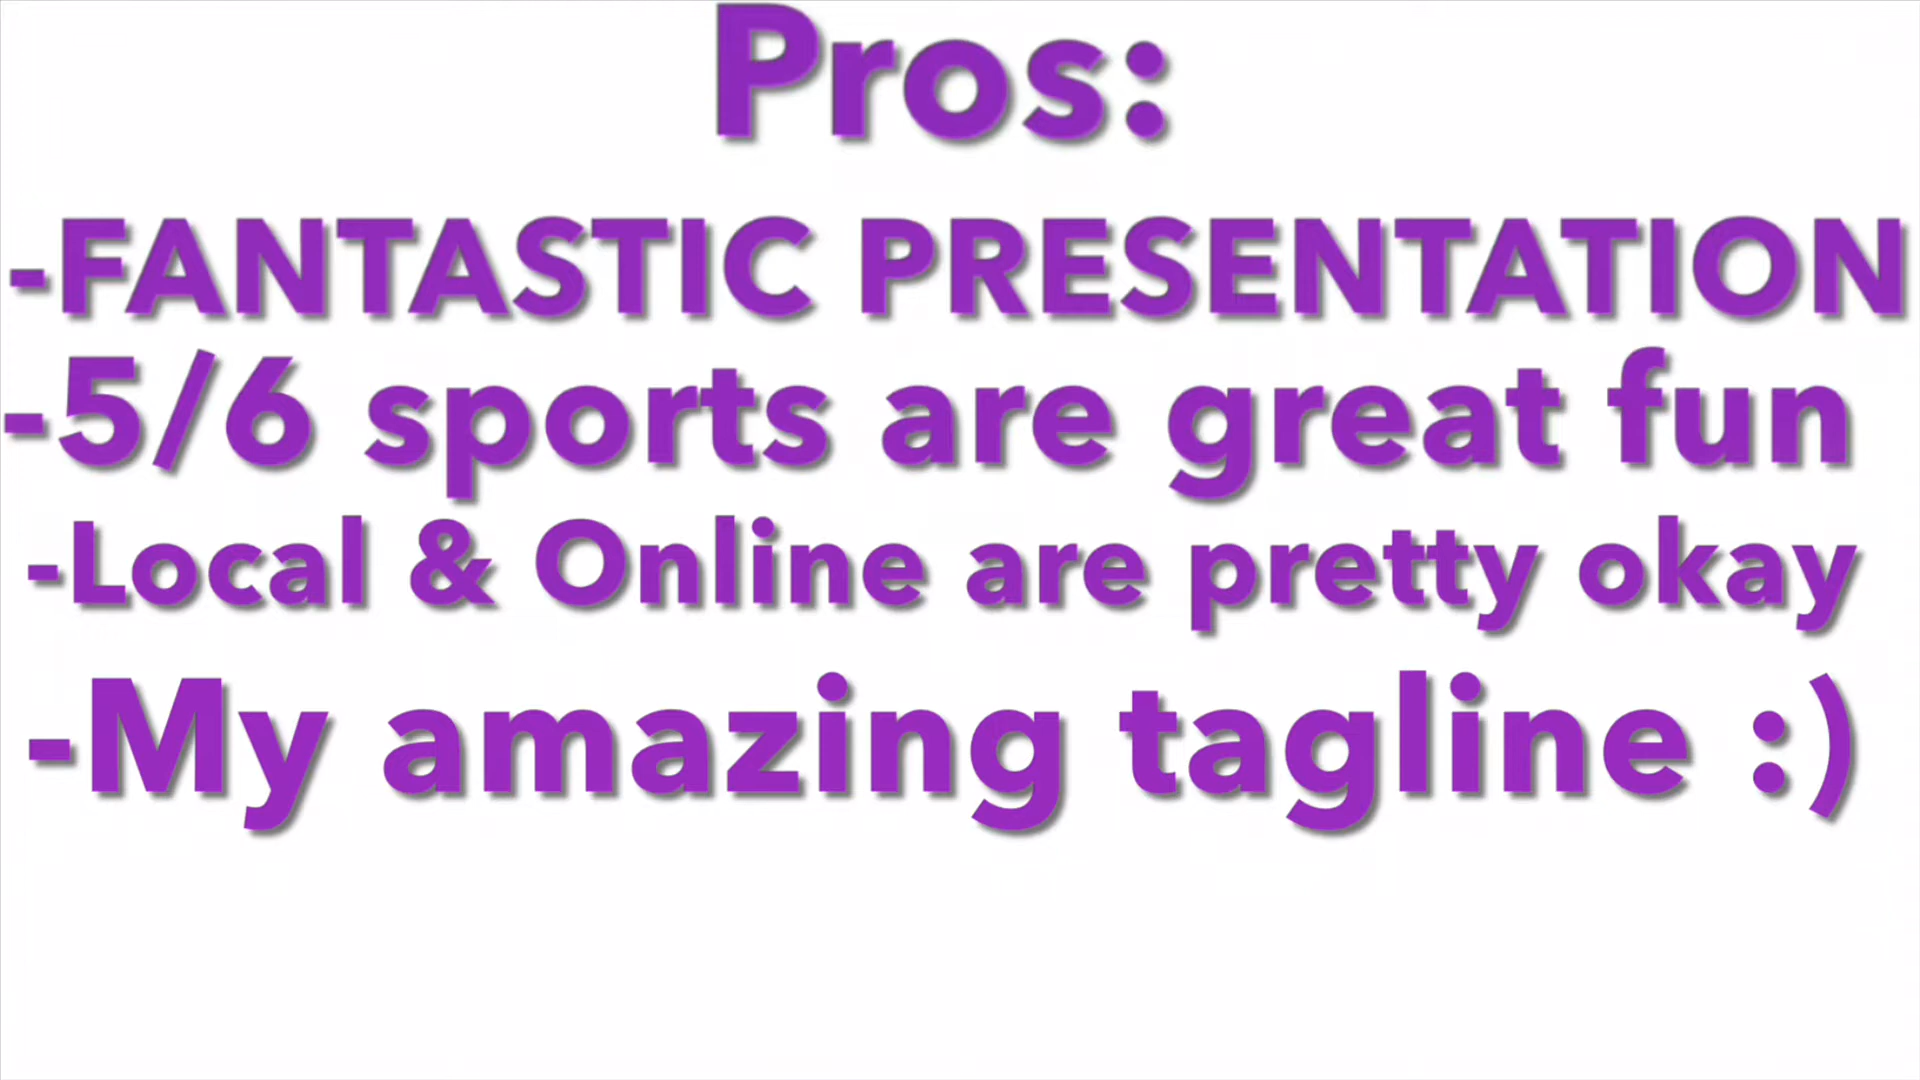 Pros:
-FANTASTIC PRESENTATION
-5/6 sports are great fun
-Local & Online are pretty okay
-My amazing tagline :)